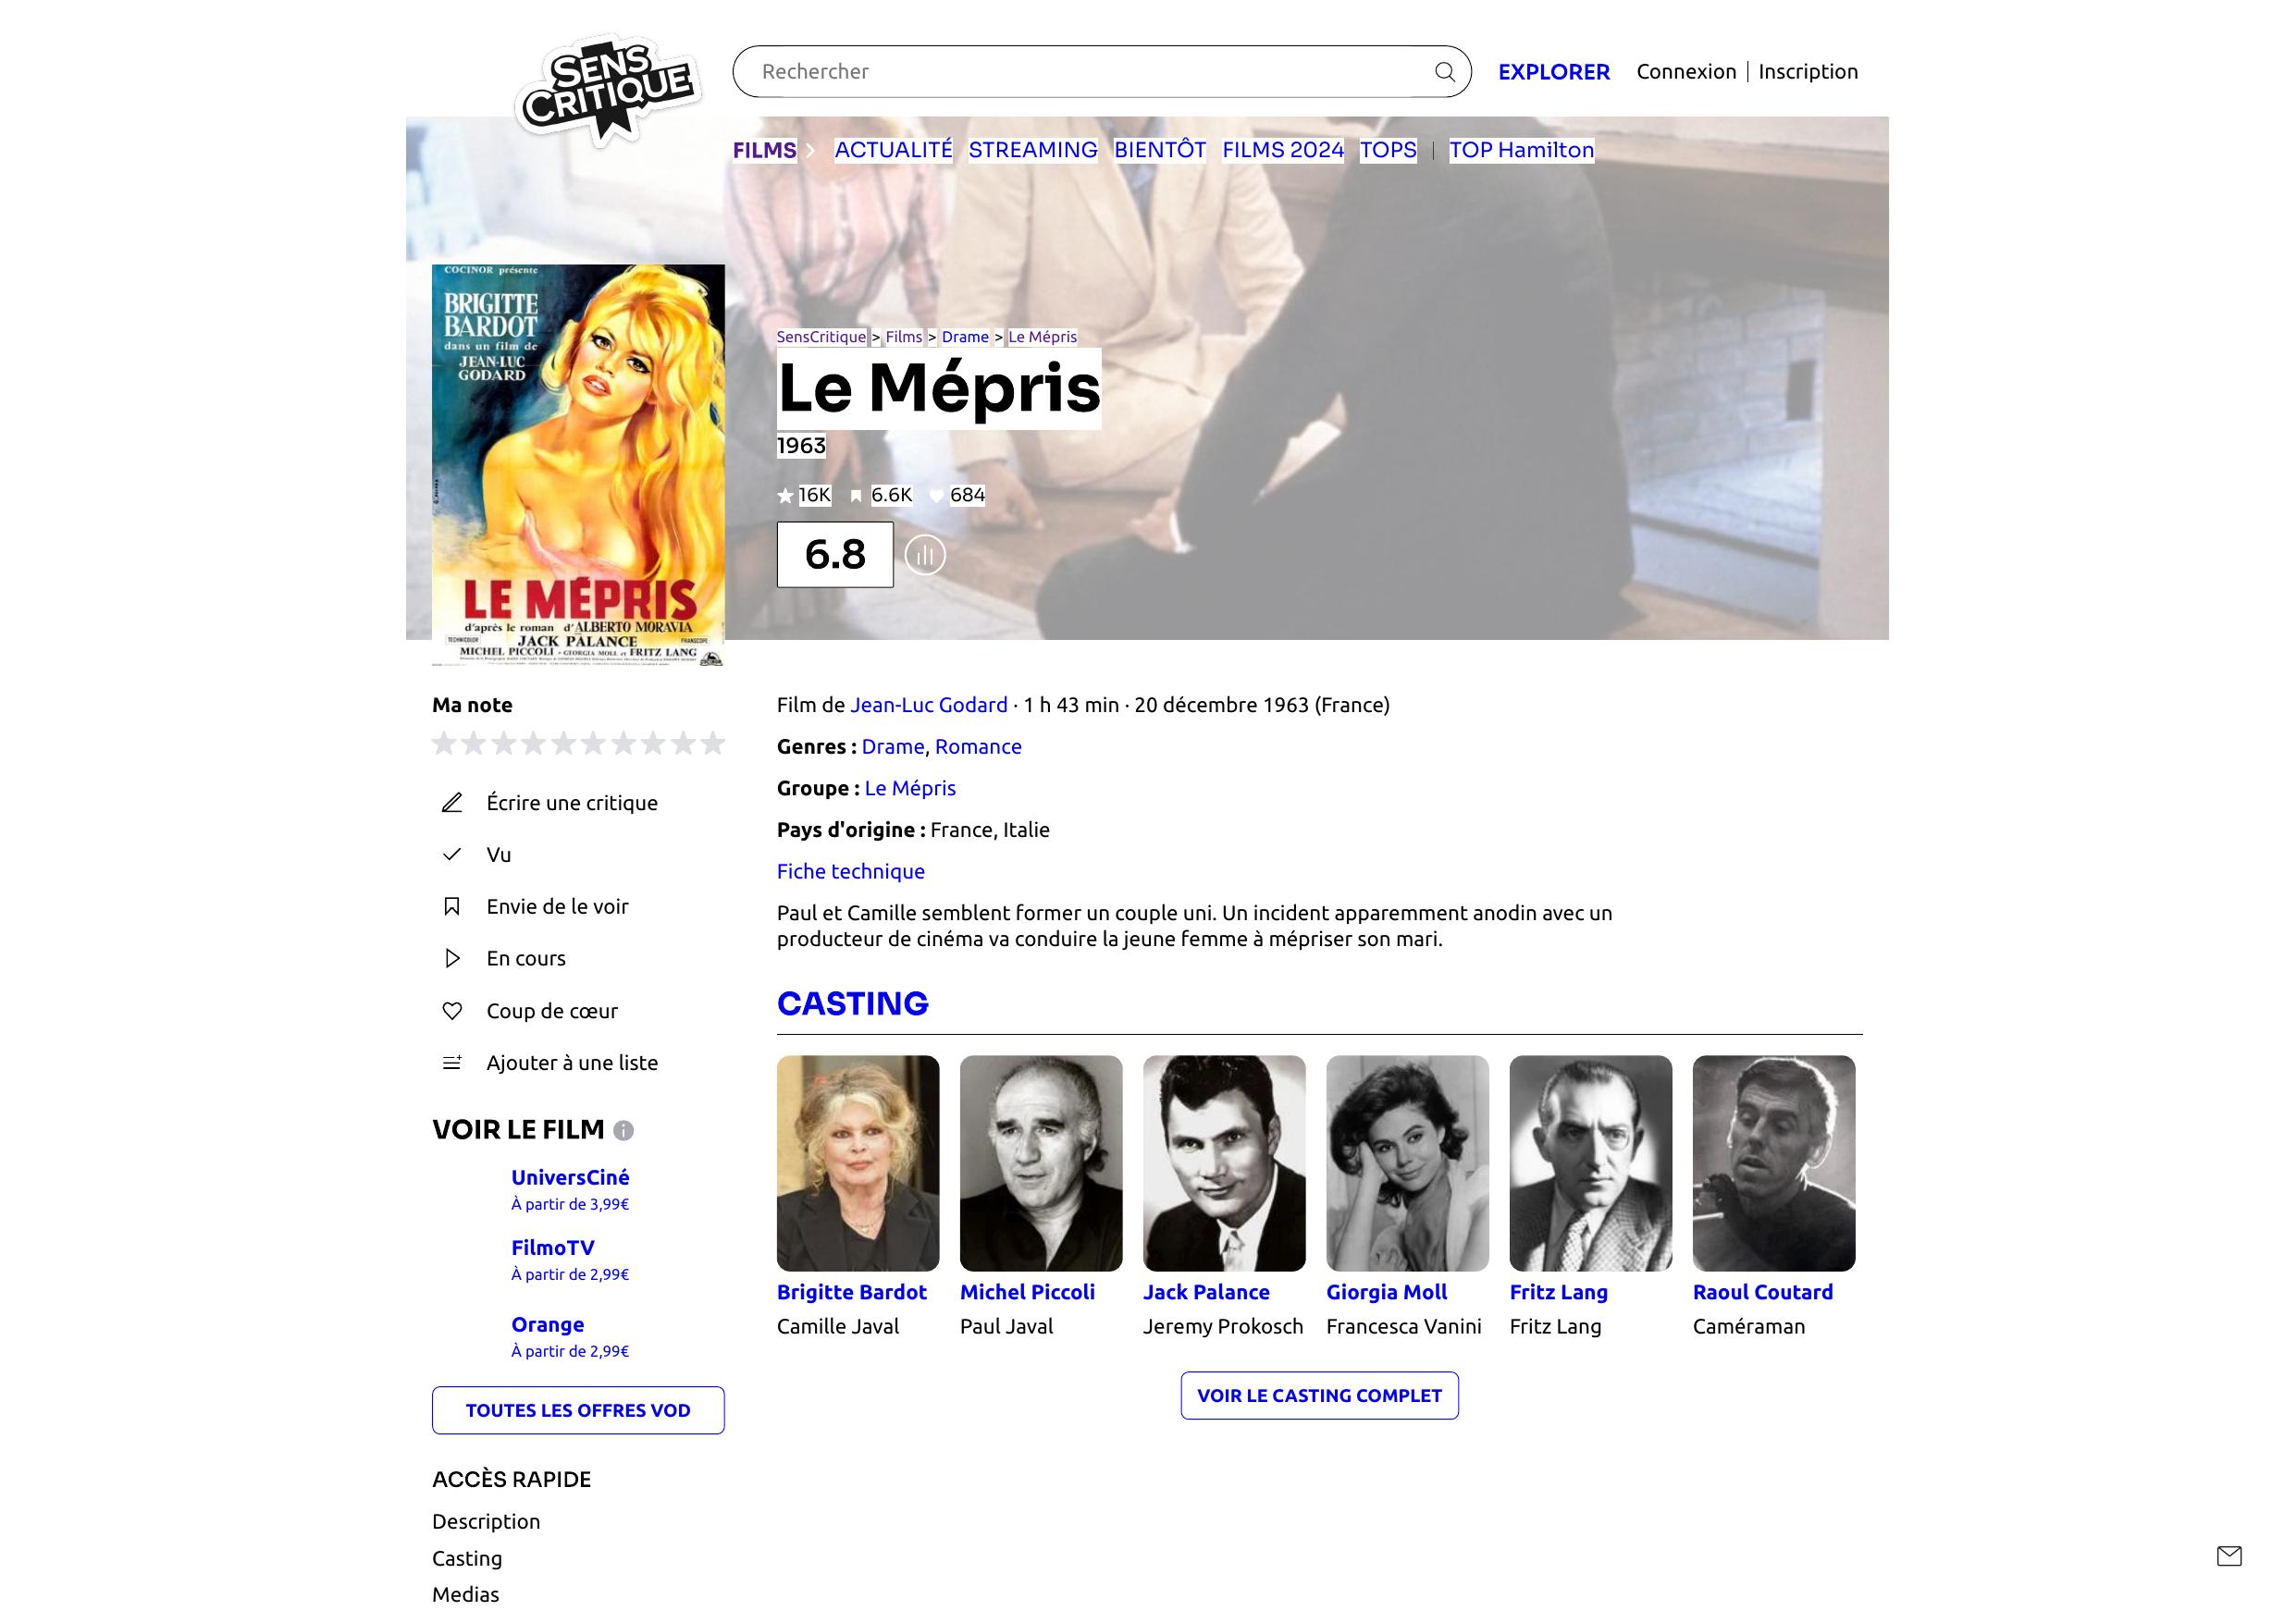 SENS
CRITIQUE
Rechercher
EXPLORER
Connexion
Inscription
FILMS
ACTUALITÉ
STREAMING
BIENTÔT
FILMS 2024
TOPS
TOP Hamilton
COCINOR présente
BRIGITTE
BARDOT
dans un film de
JEAN-LUC
GODARD
LE MÉPRIS
d'après le roman d'ALBERTO MORAVIA
TECHNICOLOR
JACK PALANCE
FRANSCOPE
MICHEL PICCOLI - GEORGIA MOLL et FRITZ LANG
SensCritique > Films > Drame > Le Mépris
Le Mépris
1963
16K
6.6K
684
6.8
Ma note
Écrire une critique
Vu
Envie de le voir
En cours
Coup de cœur
Ajouter à une liste
VOIR LE FILM
UniversCiné
À partir de 3,99€
FilmoTV
À partir de 2,99€
Orange
À partir de 2,99€
TOUTES LES OFFRES VOD
ACCÈS RAPIDE
Description
Casting
Medias
Film de Jean-Luc Godard · 1 h 43 min · 20 décembre 1963 (France)
Genres : Drame, Romance
Groupe : Le Mépris
Pays d'origine : France, Italie
Fiche technique
Paul et Camille semblent former un couple uni. Un incident apparemment anodin avec un
producteur de cinéma va conduire la jeune femme à mépriser son mari.
CASTING
Brigitte Bardot
Camille Javal
Michel Piccoli
Paul Javal
Jack Palance
Jeremy Prokosch
Giorgia Moll
Francesca Vanini
Fritz Lang
Fritz Lang
Raoul Coutard
Caméraman
VOIR LE CASTING COMPLET